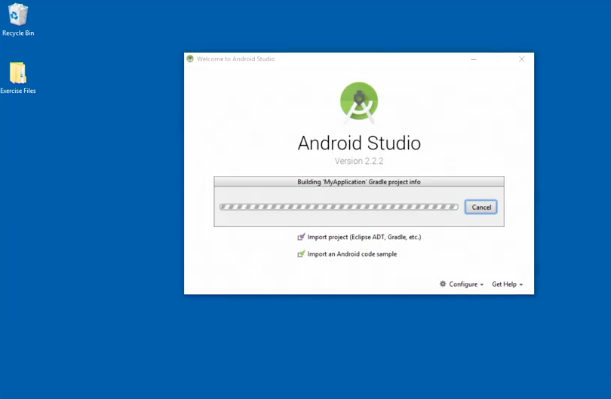 Recycle Bin
Exercise Files
Welcome to Android Studio
Android Studio
Version 2.2.2
Building 'MyApplication' Gradle project info
Cancel
Import project (Eclipse ADT, Gradle, etc.)
Import an Android code sample
Configure
Get Help